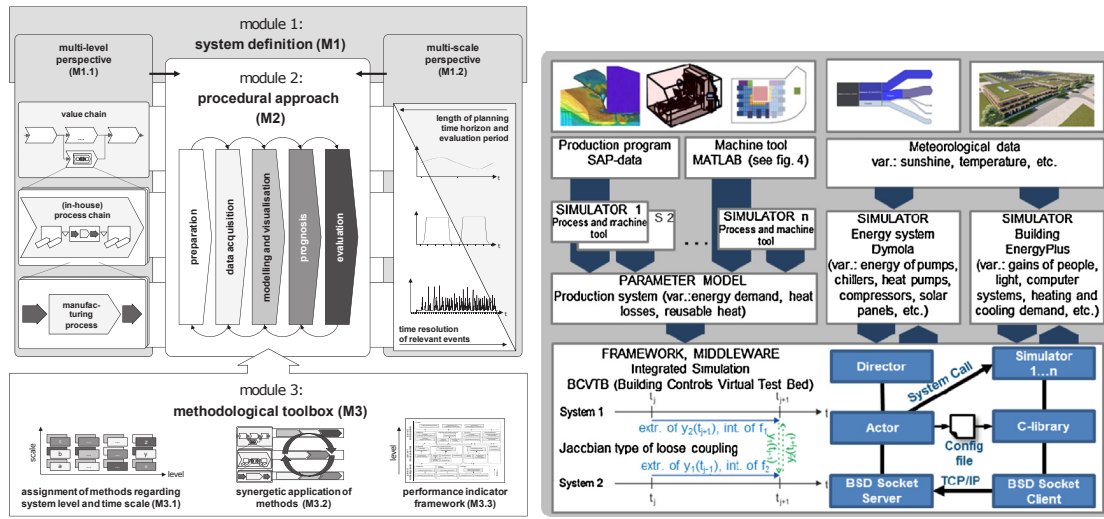 module 1:
system definition (M1)
multi-level
perspective
(M1.1)
multi-scale
perspective
(M1.2)
module 2:
procedural approach
(M2)
value chain
....
(in-house)
process chain
manufac-
turing
process
preparation
data acquisition
modelling and visualisation
prognosis
evaluation
length of planning
time horizon and
evaluation period
t
t
t
time resolution
of relevant events
module 3:
methodological toolbox (M3)
scale
level
b
y
a
x
z
assignment of methods regarding
system level and time scale (M3.1)
synergetic application of
methods (M3.2)
level
performance indicator
framework (M3.3)
Production program
SAP-data
Machine tool
MATLAB (see fig. 4)
Meteorological data
var.: sunshine, temperature, etc.
SIMULATOR 1
Process and machine
tool
S 2
...
SIMULATOR n
Process and machine
tool
PARAMETER MODEL
Production system (var.:energy demand, heat
losses, reusable heat)
SIMULATOR
Energy system
Dymola
(var.: energy of pumps,
chillers, heat pumps,
compressors, solar
panels, etc.)
SIMULATOR
Building
EnergyPlus
(var.: gains of people,
light, computer
systems, heating and
cooling demand, etc.)
FRAMEWORK, MIDDLEWARE
Integrated Simulation
BCVTB (Building Controls Virtual Test Bed)
tj tj+1
System 1 t
extr. of y2(tj+1), int. of f1
Jaccbian type of loose coupling
extr. of y1(tj-1), int. of f2
System 2 t
tj tj+1
Director
Simulator
1...n
System Call
Actor
Config
file
C-library
BSD Socket
Server
TCP/IP
BSD Socket
Client